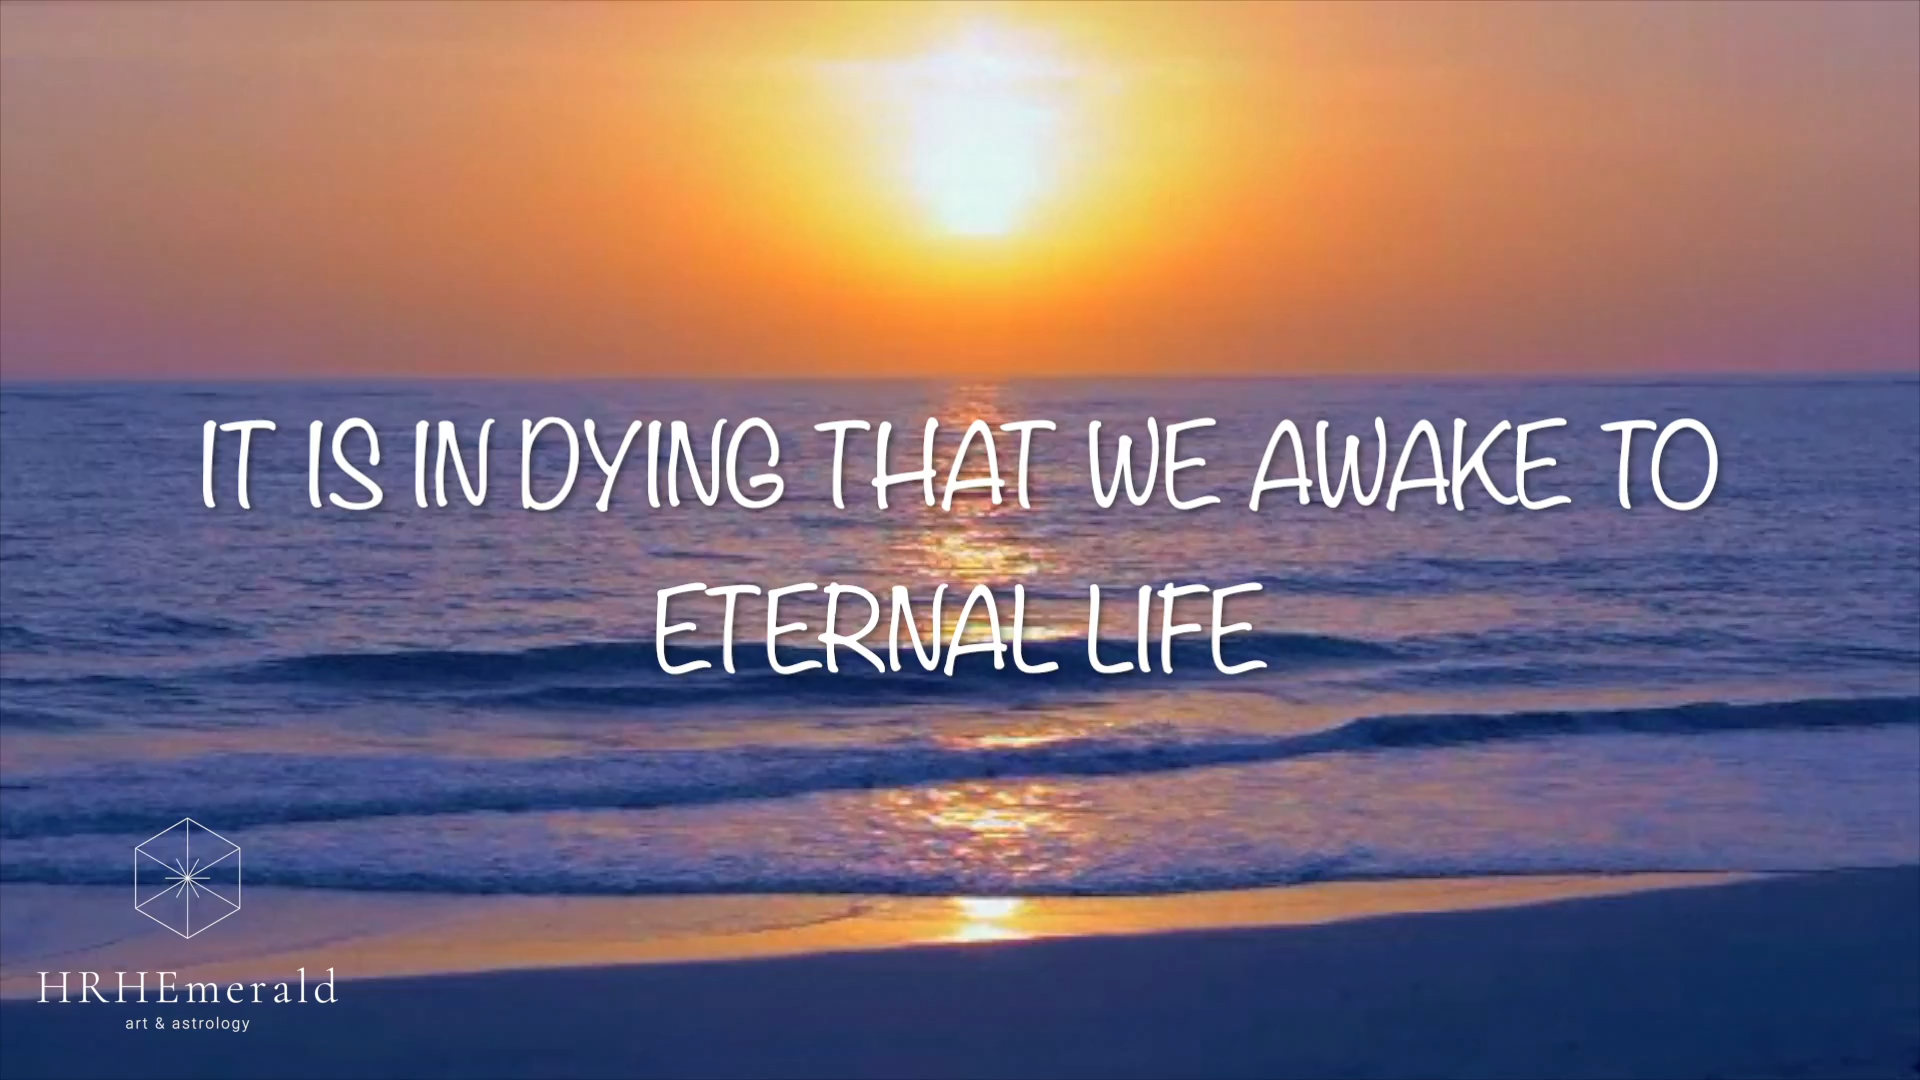 IT IS IN DYING THAT WE AWAKE TO
ETERNAL LIFE
HRHEmerald
art & astrology